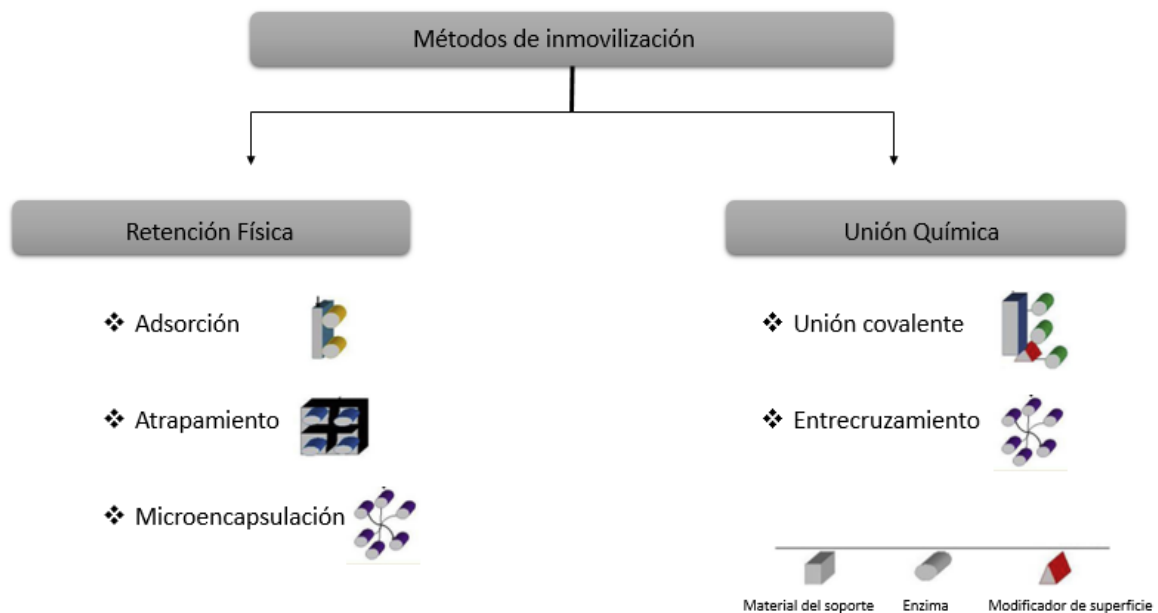 Métodos de inmovilización
Retención Física
Unión Química
❖ Adsorción
❖ Unión covalente
❖ Atrapamiento
❖ Entrecruzamiento
❖ Microencapsulación
Material del soporte
Enzima
Modificador de superficie